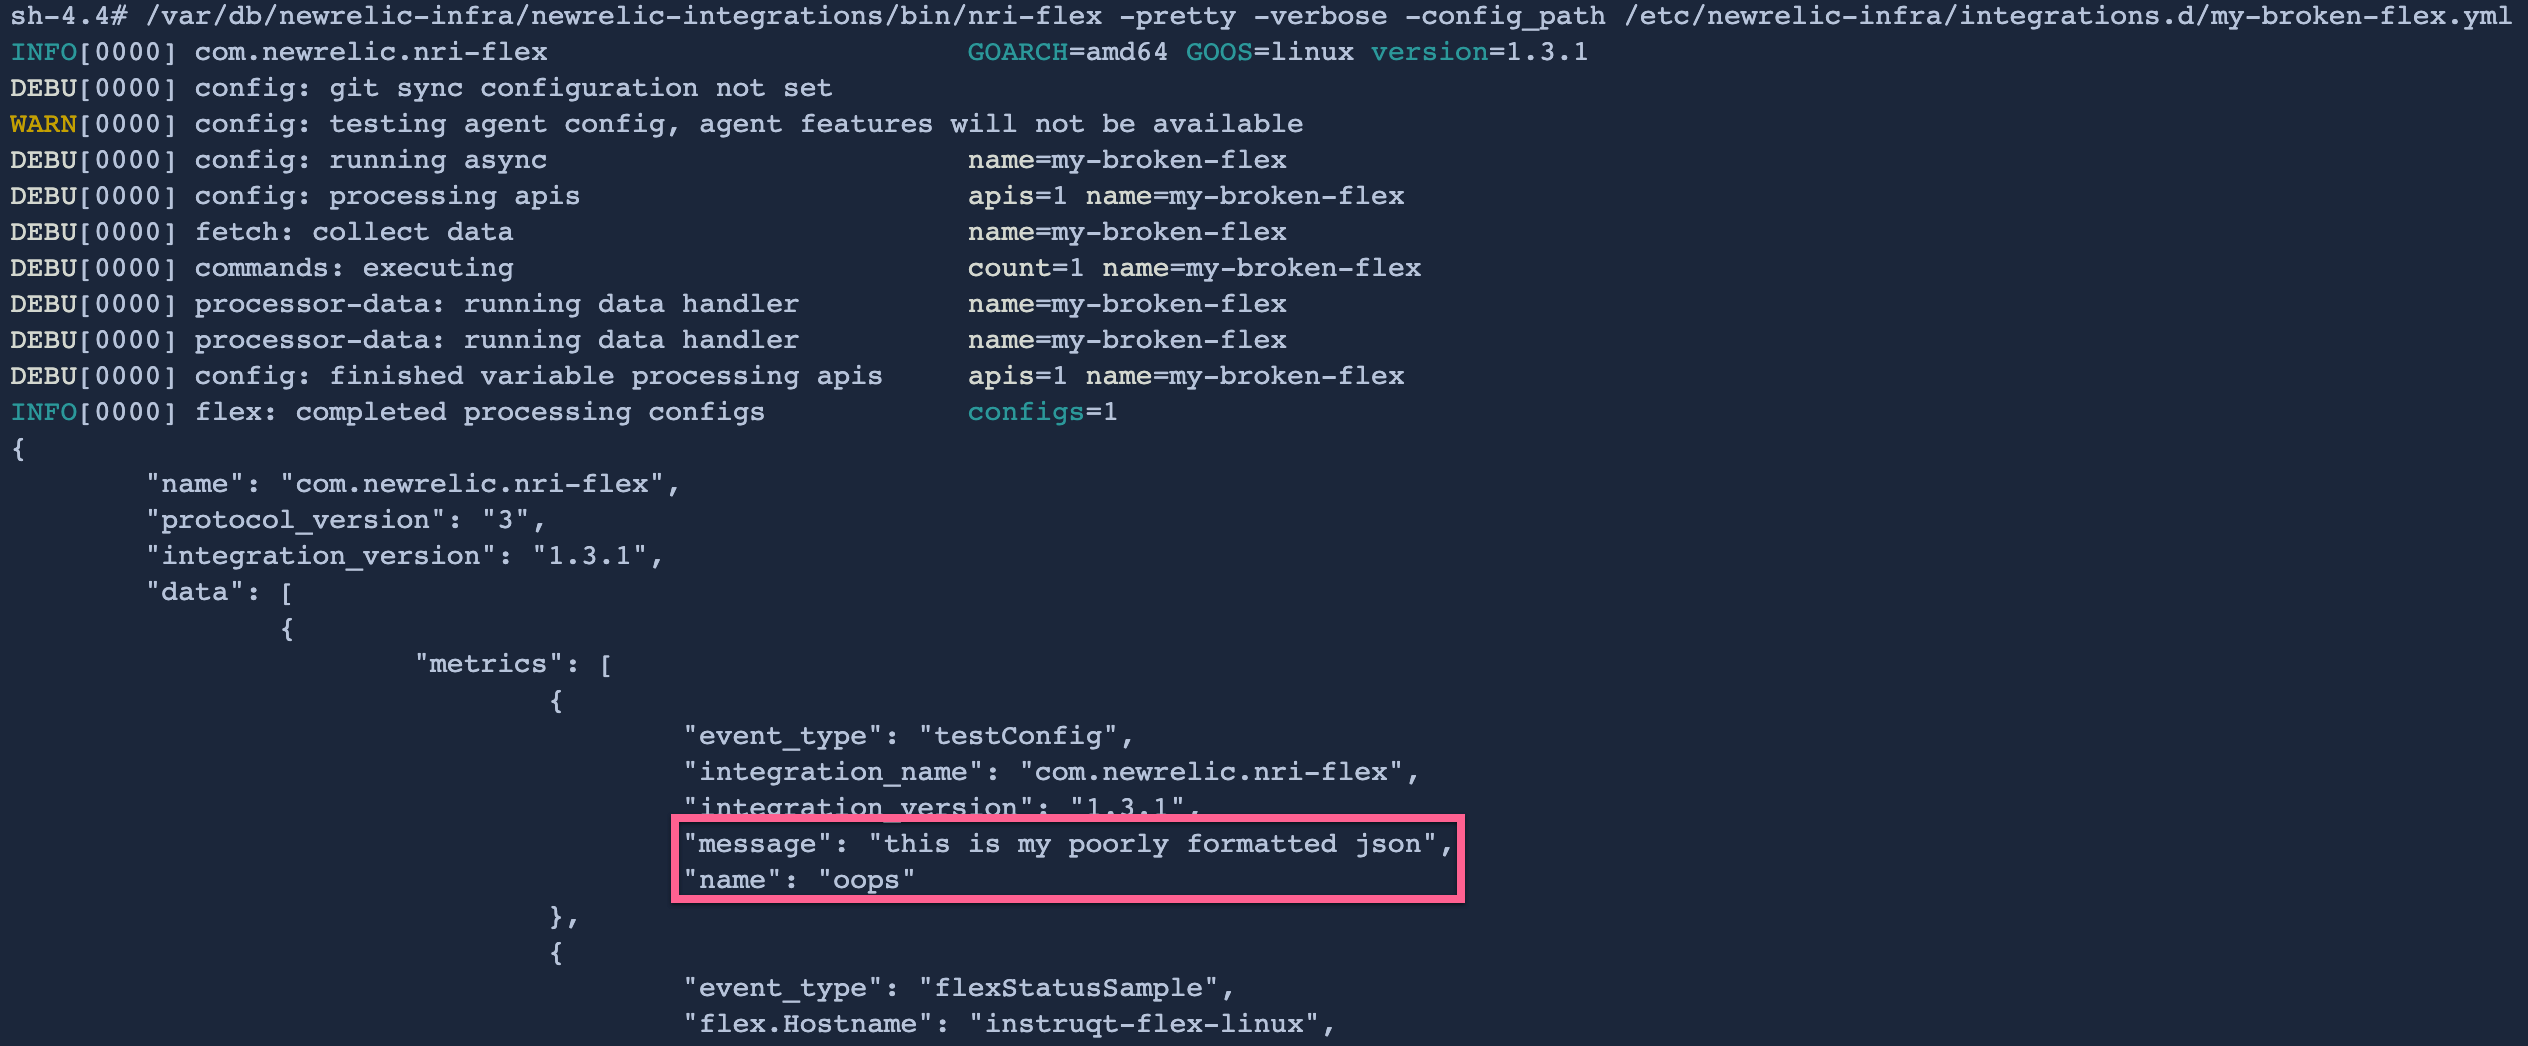 sh-4.4# /var/db/newrelic-infra/newrelic-integrations/bin/nri-flex -pretty -verbose -config_path /etc/newrelic-infra/integrations.d/my-broken-flex.yml
INFO[0000] com.newrelic.nri-flex                         GOARCH=amd64 GOOS=linux version=1.3.1
DEBU[0000] config: git sync configuration not set
WARN[0000] config: testing agent config, agent features will not be available
DEBU[0000] config: running async                         name=my-broken-flex
DEBU[0000] config: processing apis                       apis=1 name=my-broken-flex
DEBU[0000] fetch: collect data                           name=my-broken-flex
DEBU[0000] commands: executing                           count=1 name=my-broken-flex
DEBU[0000] processor-data: running data handler          name=my-broken-flex
DEBU[0000] processor-data: running data handler          name=my-broken-flex
DEBU[0000] config: finished variable processing apis     apis=1 name=my-broken-flex
INFO[0000] flex: completed processing configs            configs=1
{
        "name": "com.newrelic.nri-flex",
        "protocol_version": "3",
        "integration_version": "1.3.1",
        "data": [
                {
                        "metrics": [
                                {
                                        "event_type": "testConfig",
                                        "integration_name": "com.newrelic.nri-flex",
                                        "integration_version": "1.3.1",
                                        "message": "this is my poorly formatted json",
                                        "name": "oops"
                                },
                                {
                                        "event_type": "flexStatusSample",
                                        "flex.Hostname": "instruqt-flex-linux",